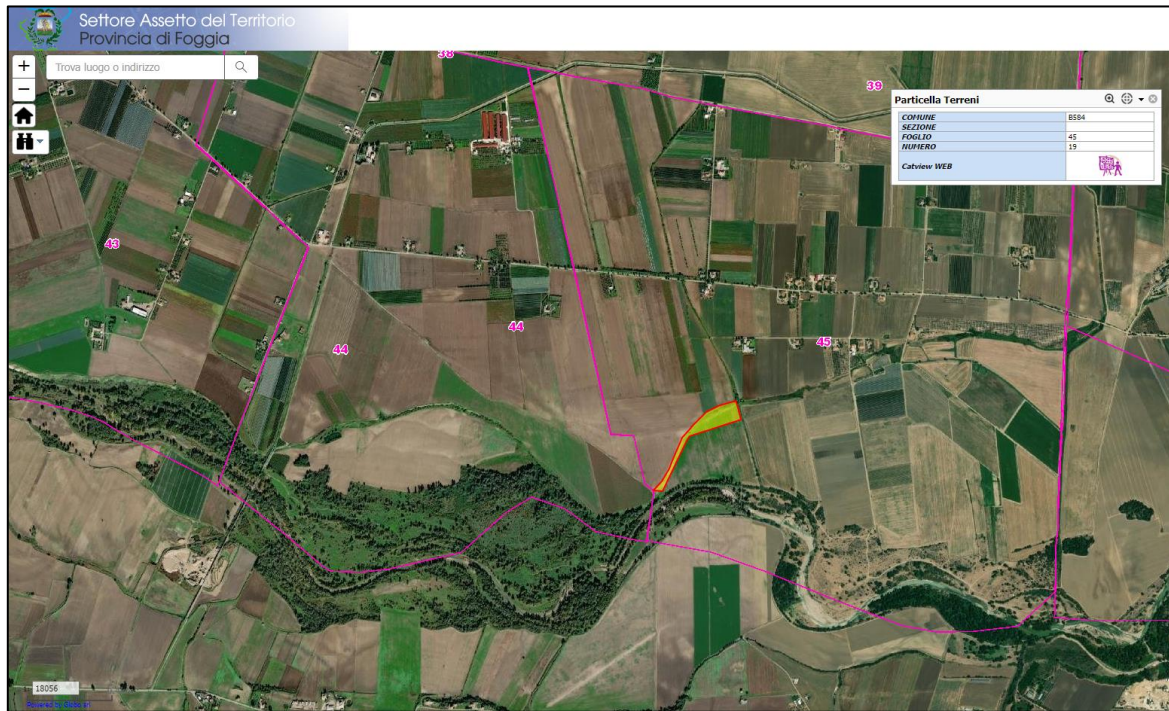 Settore Assetto del Territorio
Provincia di Foggia
+
Trova luogo o indirizzo
−
38
39
Particella Terreni
COMUNE B584
SEZIONE
FOGLIO 45
NUMERO 19
Catview WEB
43
44
44
45
18056